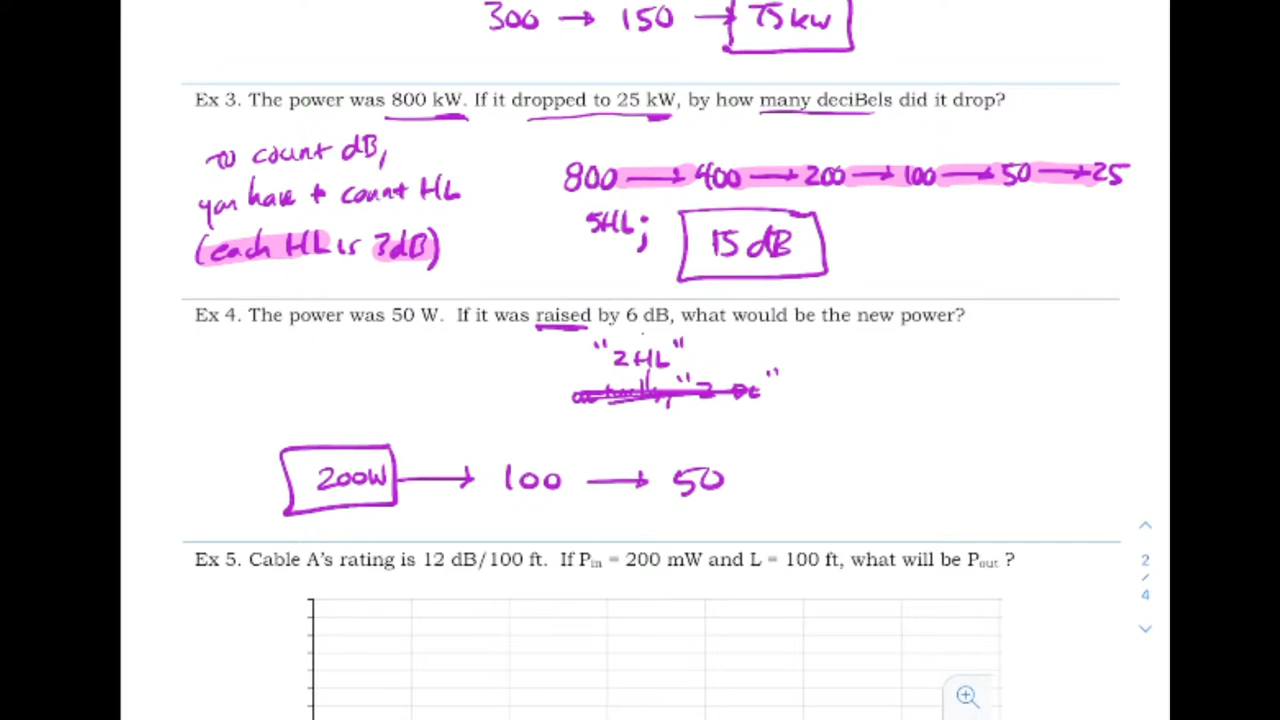 300 → 150 → 75 kW
Ex 3. The power was 800 kW. If it dropped to 25 kW, by how many deciBels did it drop?
to count dB,
you have to count HL
(each HL is 3dB)
800 → 400 → 200 → 100 → 50 → 25
5HL; 15 dB
Ex 4. The power was 50 W. If it was raised by 6 dB, what would be the new power?
"2HL"
200W → 100 → 50
Ex 5. Cable A's rating is 12 dB/100 ft. If Pin = 200 mW and L = 100 ft, what will be Pout ?
2
/
4